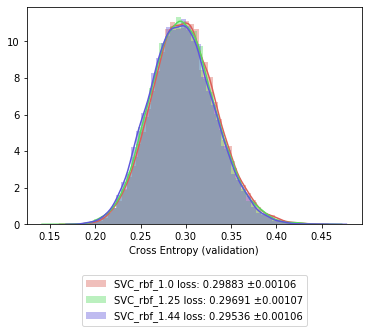 10
8
6
4
2
0
0.15 0.20 0.25 0.30 0.35 0.40 0.45
Cross Entropy (validation)
SVC_rbf_1.0 loss: 0.29883 ±0.00106
SVC_rbf_1.25 loss: 0.29691 ±0.00107
SVC_rbf_1.44 loss: 0.29536 ±0.00106